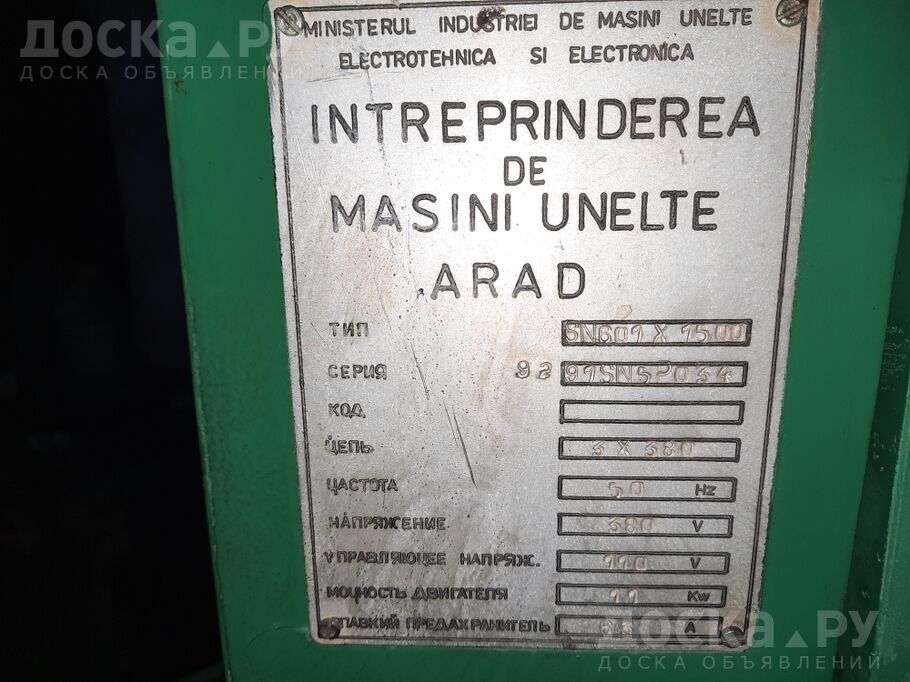 ДОСКА.РУ
ДОСКА ОБЪЯВЛЕНИЙ
MINISTERUL INDUSTRIEI DE MASINI UNELTE
ELECTROTEHNICA SI ELECTRONICA
INTREPRINDEREA
DE
MASINI UNELTE
ARAD
ТИП SN601 X 1500
СЕРИЯ 92
КОД
ЦЕПЬ 3 X 380
ЦАСТОТА 50 Hz
НАПРЯЖЕНИЕ 380 V
УПРАВЛЯЮЩЕЕ НАПРЯЖ. 110 V
МОЩНОСТЬ ДВИГАТЕЛЯ 11 Kw
ПЛАВКИЙ ПРЕДАХРАНИТЕЛЬ A
ДОСКА.РУ
ДОСКА ОБЪЯВЛЕНИЙ